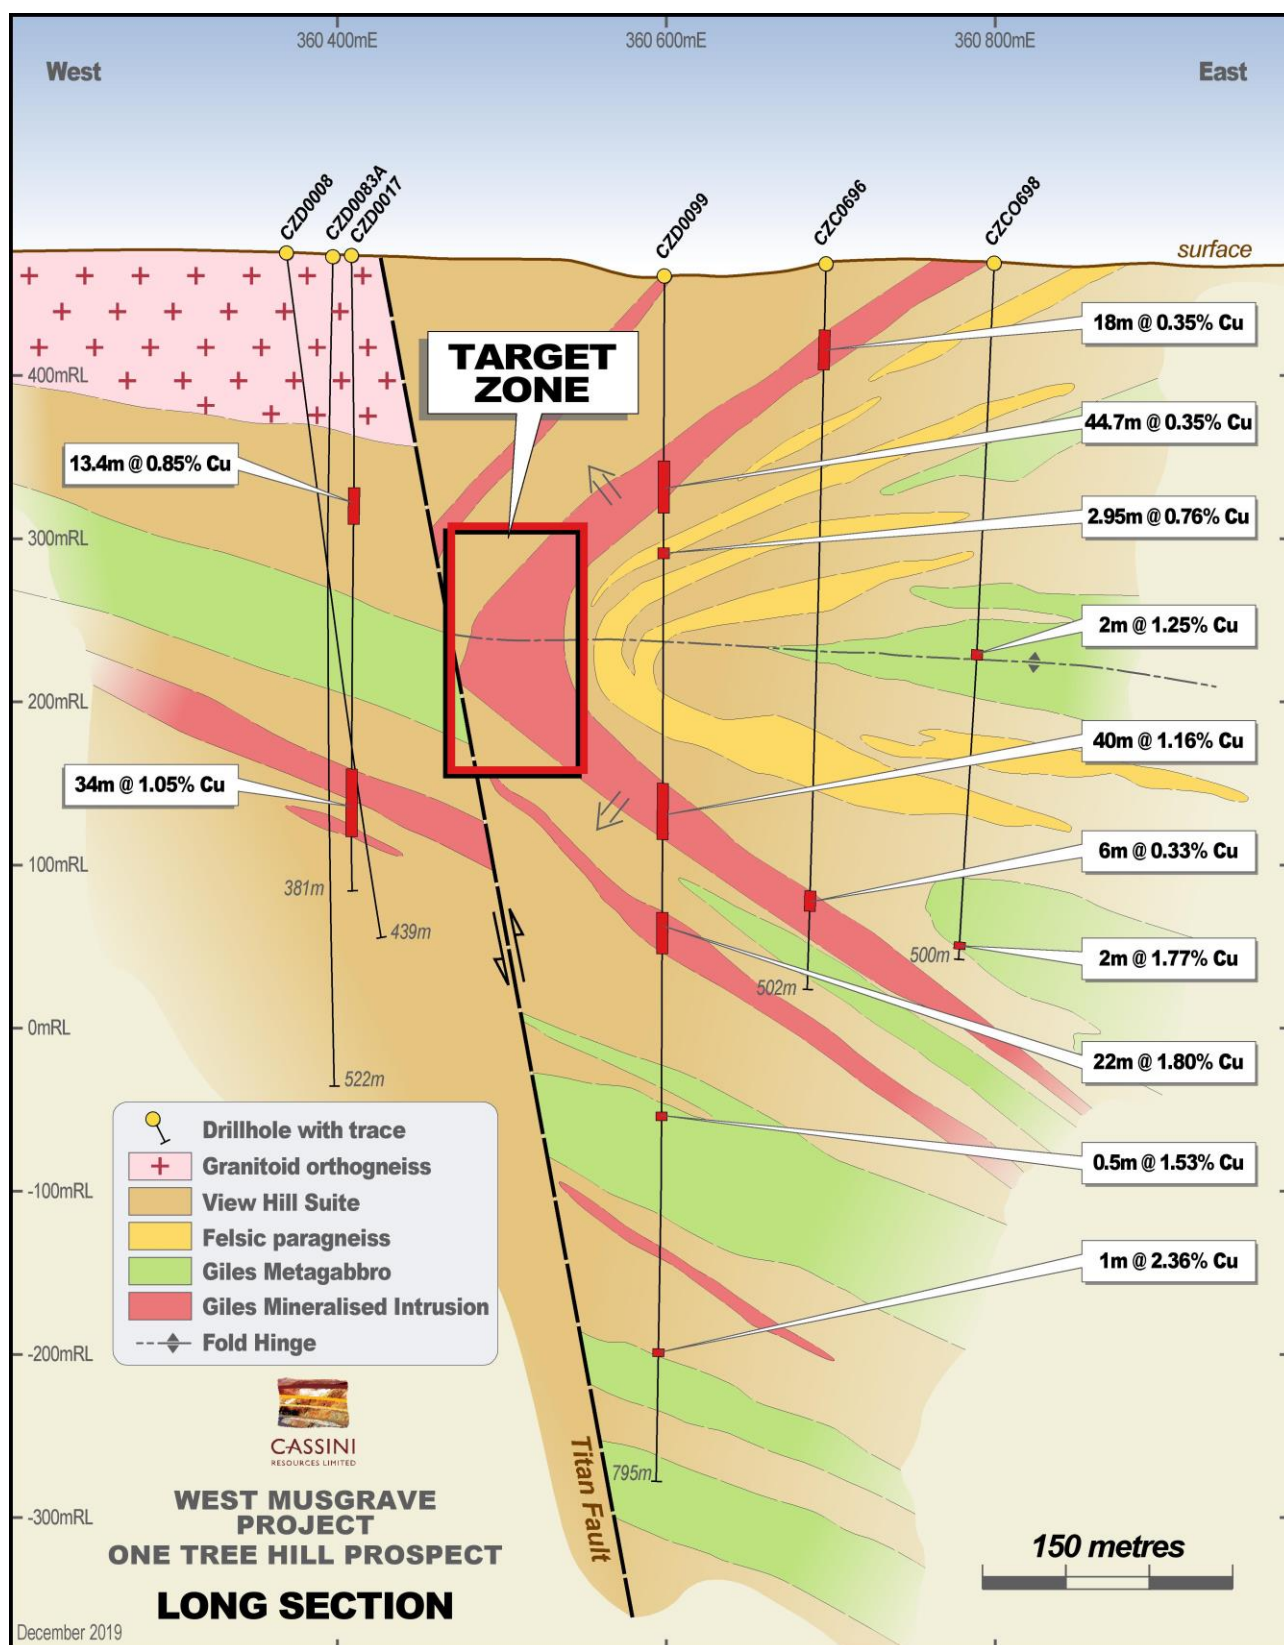 360 400mE
360 600mE
360 800mE
West
East
CZD0008
CZD0083A
CZD0017
CZD0099
CZC0696
CZCO698
surface
18m @ 0.35% Cu
TARGET
ZONE
400mRL
44.7m @ 0.35% Cu
13.4m @ 0.85% Cu
2.95m @ 0.76% Cu
300mRL
2m @ 1.25% Cu
200mRL
40m @ 1.16% Cu
34m @ 1.05% Cu
6m @ 0.33% Cu
100mRL
381m
439m
500m
2m @ 1.77% Cu
502m
0mRL
22m @ 1.80% Cu
522m
Drillhole with trace
Granitoid orthogneiss
View Hill Suite
Felsic paragneiss
Giles Metagabbro
Giles Mineralised Intrusion
Fold Hinge
0.5m @ 1.53% Cu
-100mRL
1m @ 2.36% Cu
-200mRL
CASSINI
RESOURCES LIMITED
795m
Titan Fault
WEST MUSGRAVE
PROJECT
-300mRL
ONE TREE HILL PROSPECT
150 metres
LONG SECTION
December 2019